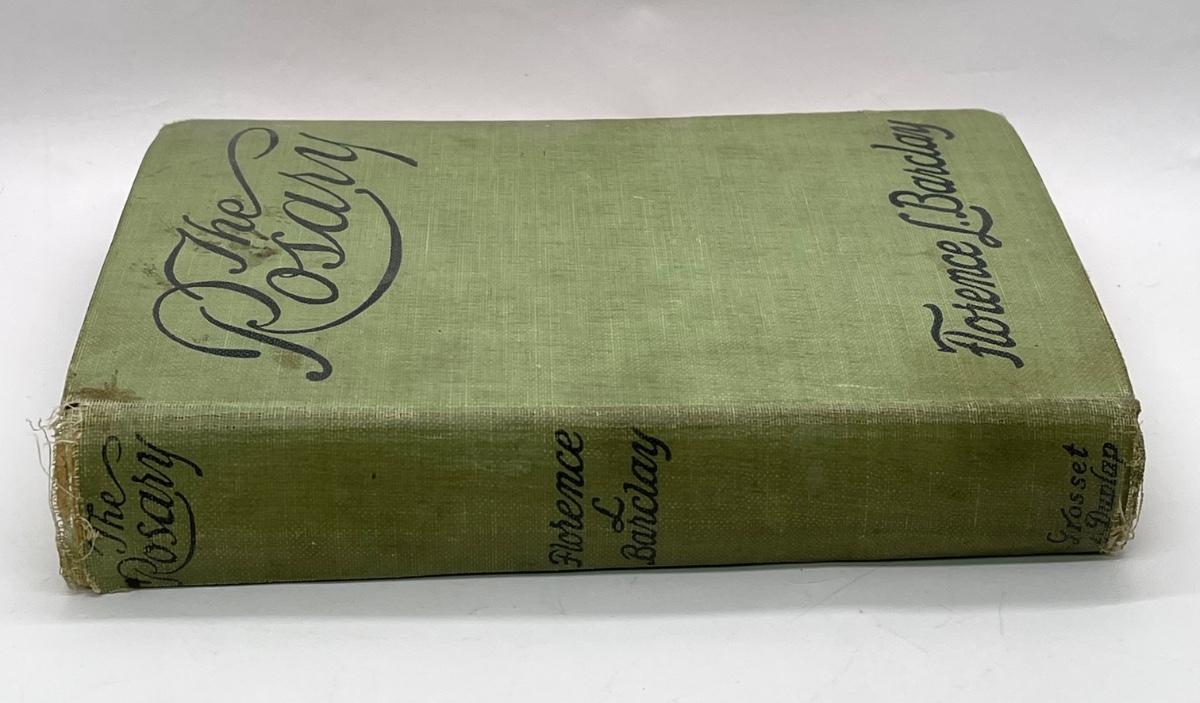 The
Rosary
Florence L. Barclay
The
Rosary
Florence
L
Barclay
Grosset
& Dunlap